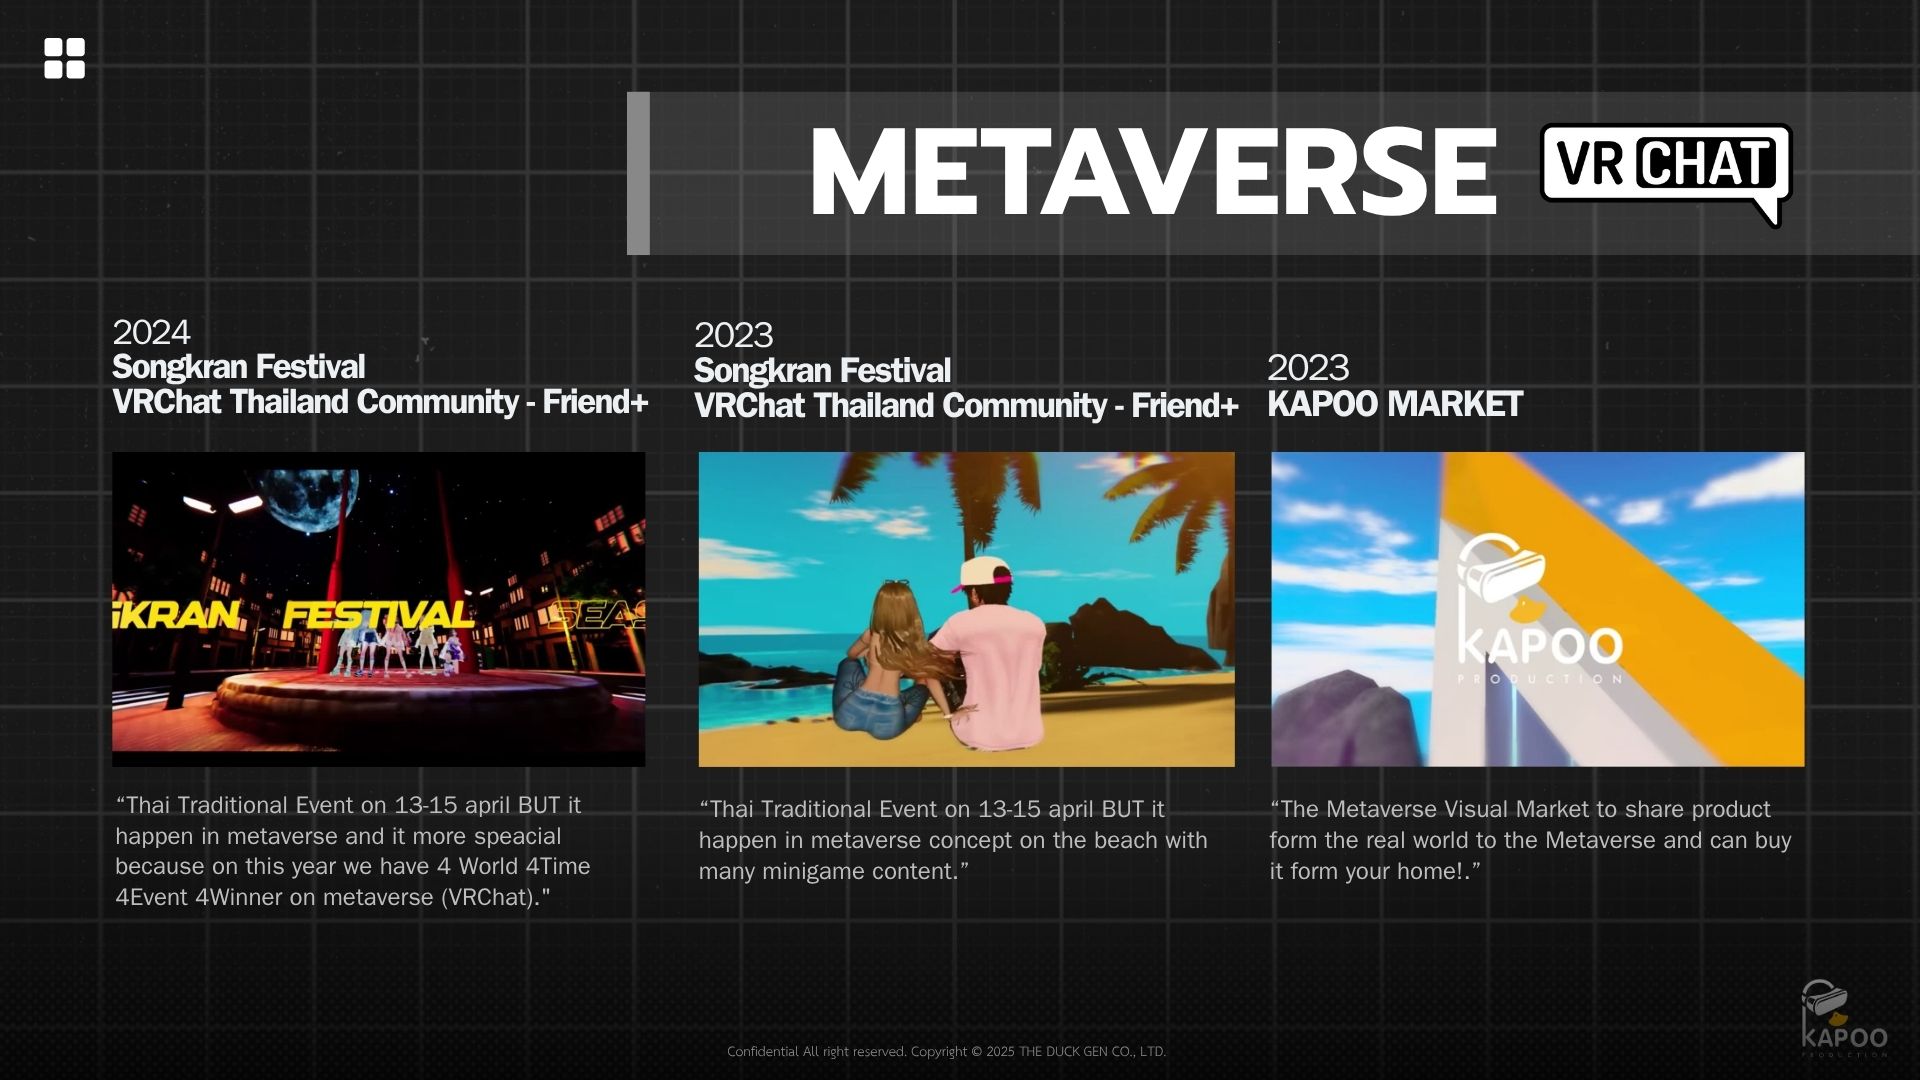 METAVERSE
VR CHAT
2024
Songkran Festival
VRChat Thailand Community - Friend+
GKRAN FESTIVAL SEAS
“Thai Traditional Event on 13-15 april BUT it
happen in metaverse and it more speacial
because on this year we have 4 World 4Time
4Event 4Winner on metaverse (VRChat)."
2023
Songkran Festival
VRChat Thailand Community - Friend+
“Thai Traditional Event on 13-15 april BUT it
happen in metaverse concept on the beach with
many minigame content.”
2023
KAPOO MARKET
KAPOO
PRODUCTION
“The Metaverse Visual Market to share product
form the real world to the Metaverse and can buy
it form your home!.”
Confidential All right reserved. Copyright © 2025 THE DUCK GEN CO., LTD.
KAPOO
PRODUCTION